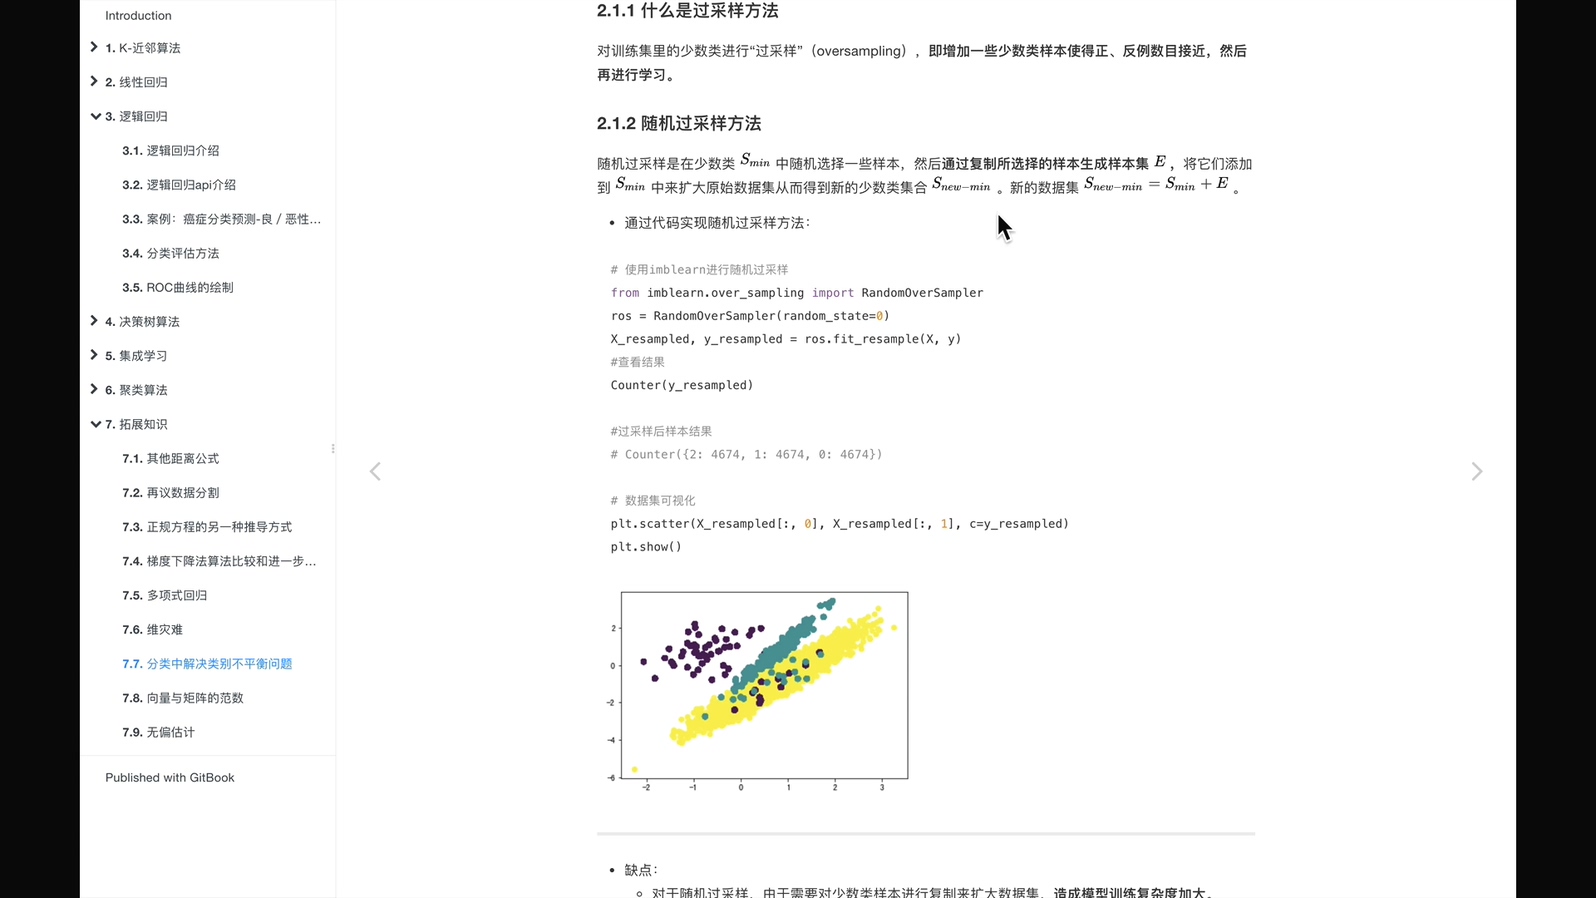 Introduction
1. K-近邻算法
2. 线性回归
3. 逻辑回归
3.1. 逻辑回归介绍
3.2. 逻辑回归api介绍
3.3. 案例：癌症分类预测-良／恶性...
3.4. 分类评估方法
3.5. ROC曲线的绘制
4. 决策树算法
5. 集成学习
6. 聚类算法
7. 拓展知识
7.1. 其他距离公式
7.2. 再议数据分割
7.3. 正规方程的另一种推导方式
7.4. 梯度下降法算法比较和进一步...
7.5. 多项式回归
7.6. 维灾难
7.7. 分类中解决类别不平衡问题
7.8. 向量与矩阵的范数
7.9. 无偏估计
Published with GitBook
2.1.1 什么是过采样方法
对训练集里的少数类进行“过采样”（oversampling），即增加一些少数类样本使得正、反例数目接近，然后
再进行学习。
2.1.2 随机过采样方法
随机过采样是在少数类 S_min 中随机选择一些样本，然后通过复制所选择的样本生成样本集 E，将它们添加
到 S_min 中来扩大原始数据集从而得到新的少数类集合 S_new−min 。新的数据集 S_new−min = S_min + E 。
• 通过代码实现随机过采样方法：
# 使用imblearn进行随机过采样
from imblearn.over_sampling import RandomOverSampler
ros = RandomOverSampler(random_state=0)
X_resampled, y_resampled = ros.fit_resample(X, y)
#查看结果
Counter(y_resampled)
#过采样后样本结果
# Counter({2: 4674, 1: 4674, 0: 4674})
# 数据集可视化
plt.scatter(X_resampled[:, 0], X_resampled[:, 1], c=y_resampled)
plt.show()
2
0
−2
−4
−6
−2 −1 0 1 2 3
• 缺点：
○ 对于随机过采样，由于需要对少数类样本进行复制来扩大数据集，造成模型训练复杂度加大。